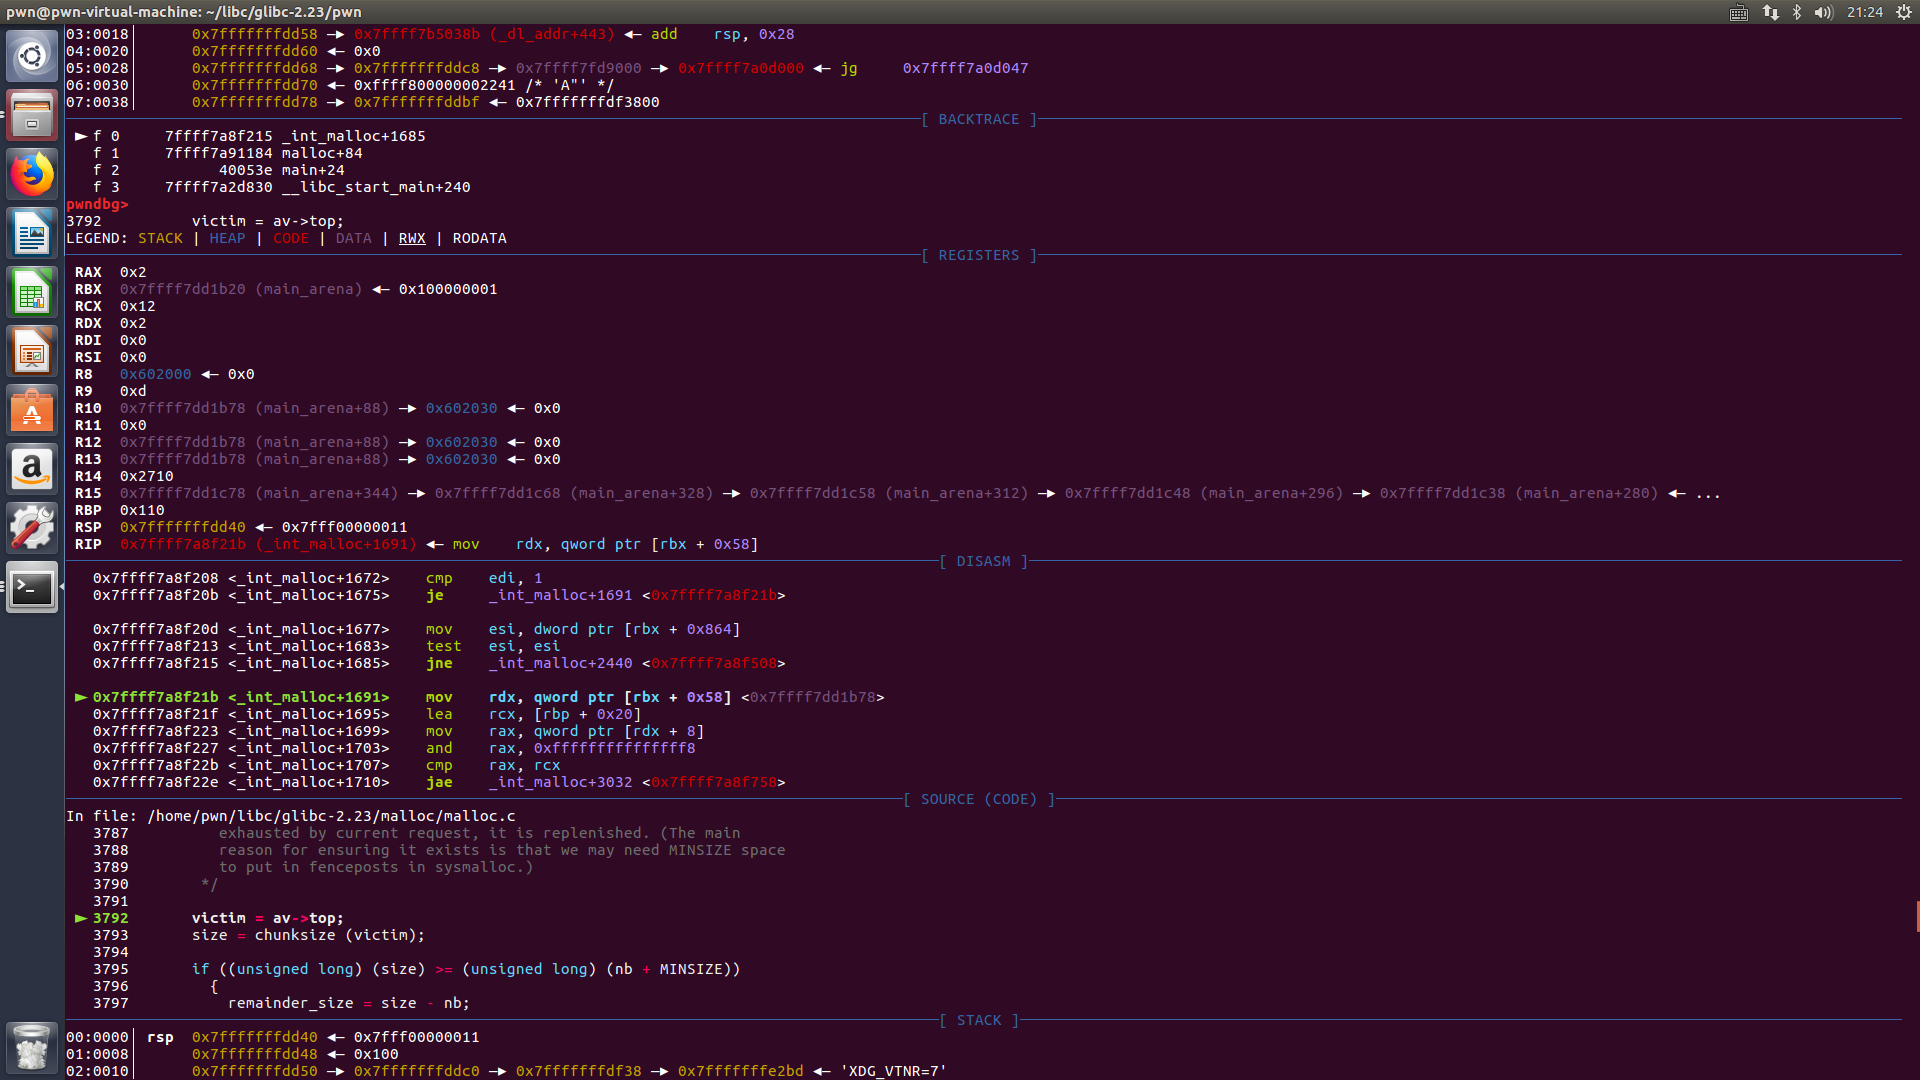 pwn@pwn-virtual-machine: ~/libc/glibc-2.23/pwn
21:24
03:0018│ 0x7fffffffdd58 —► 0x7ffff7b5038b (_dl_addr+443) ◄— add rsp, 0x28
04:0020│ 0x7fffffffdd60 ◄— 0x0
05:0028│ 0x7fffffffdd68 —► 0x7fffffffddc8 —► 0x7ffff7fd9000 —► 0x7ffff7a0d000 ◄— jg 0x7ffff7a0d047
06:0030│ 0x7fffffffdd70 ◄— 0xffff800000002241 /* 'A"' */
07:0038│ 0x7fffffffdd78 —► 0x7fffffffddbf ◄— 0x7fffffffdf3800
[ BACKTRACE ]
► f 0 7ffff7a8f215 _int_malloc+1685
f 1 7ffff7a91184 malloc+84
f 2 40053e main+24
f 3 7ffff7a2d830 __libc_start_main+240
pwndbg>
3792 victim = av->top;
LEGEND: STACK | HEAP | CODE | DATA | RWX | RODATA
[ REGISTERS ]
RAX 0x2
RBX 0x7ffff7dd1b20 (main_arena) ◄— 0x100000001
RCX 0x12
RDX 0x2
RDI 0x0
RSI 0x0
R8 0x602000 ◄— 0x0
R9 0xd
R10 0x7ffff7dd1b78 (main_arena+88) —► 0x602030 ◄— 0x0
R11 0x0
R12 0x7ffff7dd1b78 (main_arena+88) —► 0x602030 ◄— 0x0
R13 0x7ffff7dd1b78 (main_arena+88) —► 0x602030 ◄— 0x0
R14 0x2710
R15 0x7ffff7dd1c78 (main_arena+344) —► 0x7ffff7dd1c68 (main_arena+328) —► 0x7ffff7dd1c58 (main_arena+312) —► 0x7ffff7dd1c48 (main_arena+296) —► 0x7ffff7dd1c38 (main_arena+280) ◄— ...
RBP 0x110
RSP 0x7fffffffdd40 ◄— 0x7fff00000011
RIP 0x7ffff7a8f21b (_int_malloc+1691) ◄— mov rdx, qword ptr [rbx + 0x58]
[ DISASM ]
0x7ffff7a8f208 <_int_malloc+1672> cmp edi, 1
0x7ffff7a8f20b <_int_malloc+1675> je _int_malloc+1691 <0x7ffff7a8f21b>
0x7ffff7a8f20d <_int_malloc+1677> mov esi, dword ptr [rbx + 0x864]
0x7ffff7a8f213 <_int_malloc+1683> test esi, esi
0x7ffff7a8f215 <_int_malloc+1685> jne _int_malloc+2440 <0x7ffff7a8f508>
► 0x7ffff7a8f21b <_int_malloc+1691> mov rdx, qword ptr [rbx + 0x58] <0x7ffff7dd1b78>
0x7ffff7a8f21f <_int_malloc+1695> lea rcx, [rbp + 0x20]
0x7ffff7a8f223 <_int_malloc+1699> mov rax, qword ptr [rdx + 8]
0x7ffff7a8f227 <_int_malloc+1703> and rax, 0xfffffffffffffff8
0x7ffff7a8f22b <_int_malloc+1707> cmp rax, rcx
0x7ffff7a8f22e <_int_malloc+1710> jae _int_malloc+3032 <0x7ffff7a8f758>
[ SOURCE (CODE) ]
In file: /home/pwn/libc/glibc-2.23/malloc/malloc.c
3787 exhausted by current request, it is replenished. (The main
3788 reason for ensuring it exists is that we may need MINSIZE space
3789 to put in fenceposts in sysmalloc.)
3790 */
3791
► 3792 victim = av->top;
3793 size = chunksize (victim);
3794
3795 if ((unsigned long) (size) >= (unsigned long) (nb + MINSIZE))
3796 {
3797 remainder_size = size - nb;
[ STACK ]
00:0000│ rsp 0x7fffffffdd40 ◄— 0x7fff00000011
01:0008│ 0x7fffffffdd48 ◄— 0x100
02:0010│ 0x7fffffffdd50 —► 0x7fffffffddc0 —► 0x7fffffffdf38 —► 0x7fffffffe2bd ◄— 'XDG_VTNR=7'